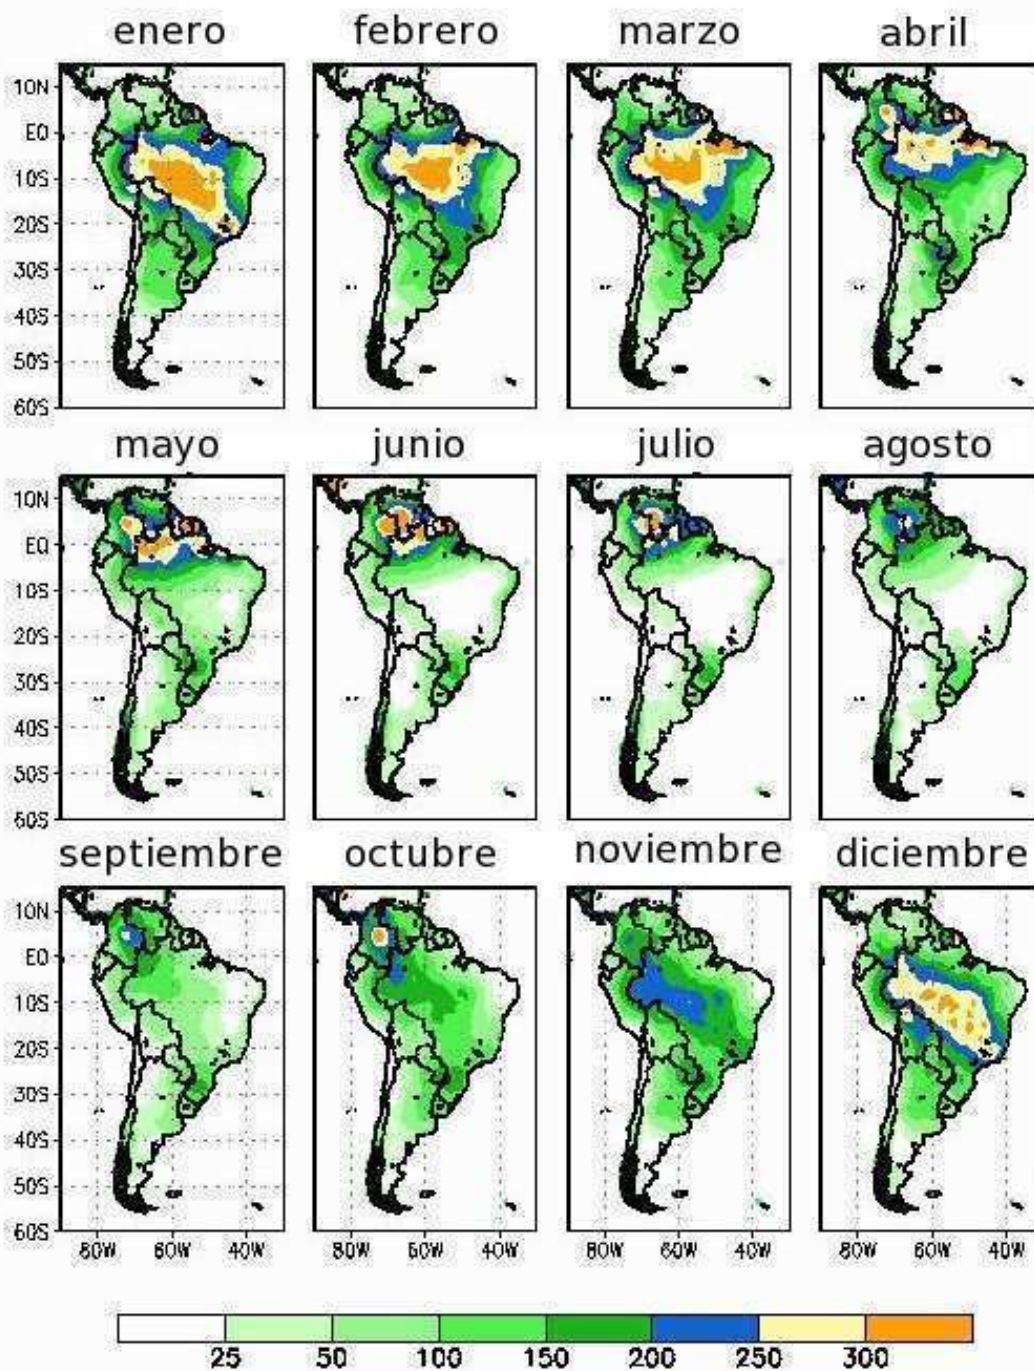 enero febrero marzo abril
10N
EQ
10S
20S
30S
40S
50S
60S
mayo junio julio agosto
10N
EQ
10S
20S
30S
40S
50S
60S
septiembre octubre noviembre diciembre
10N
EQ
10S
20S
30S
40S
50S
60S
80W 60W 40W 80W 60W 40W 80W 60W 40W 80W 60W 40W
25 50 100 150 200 250 300